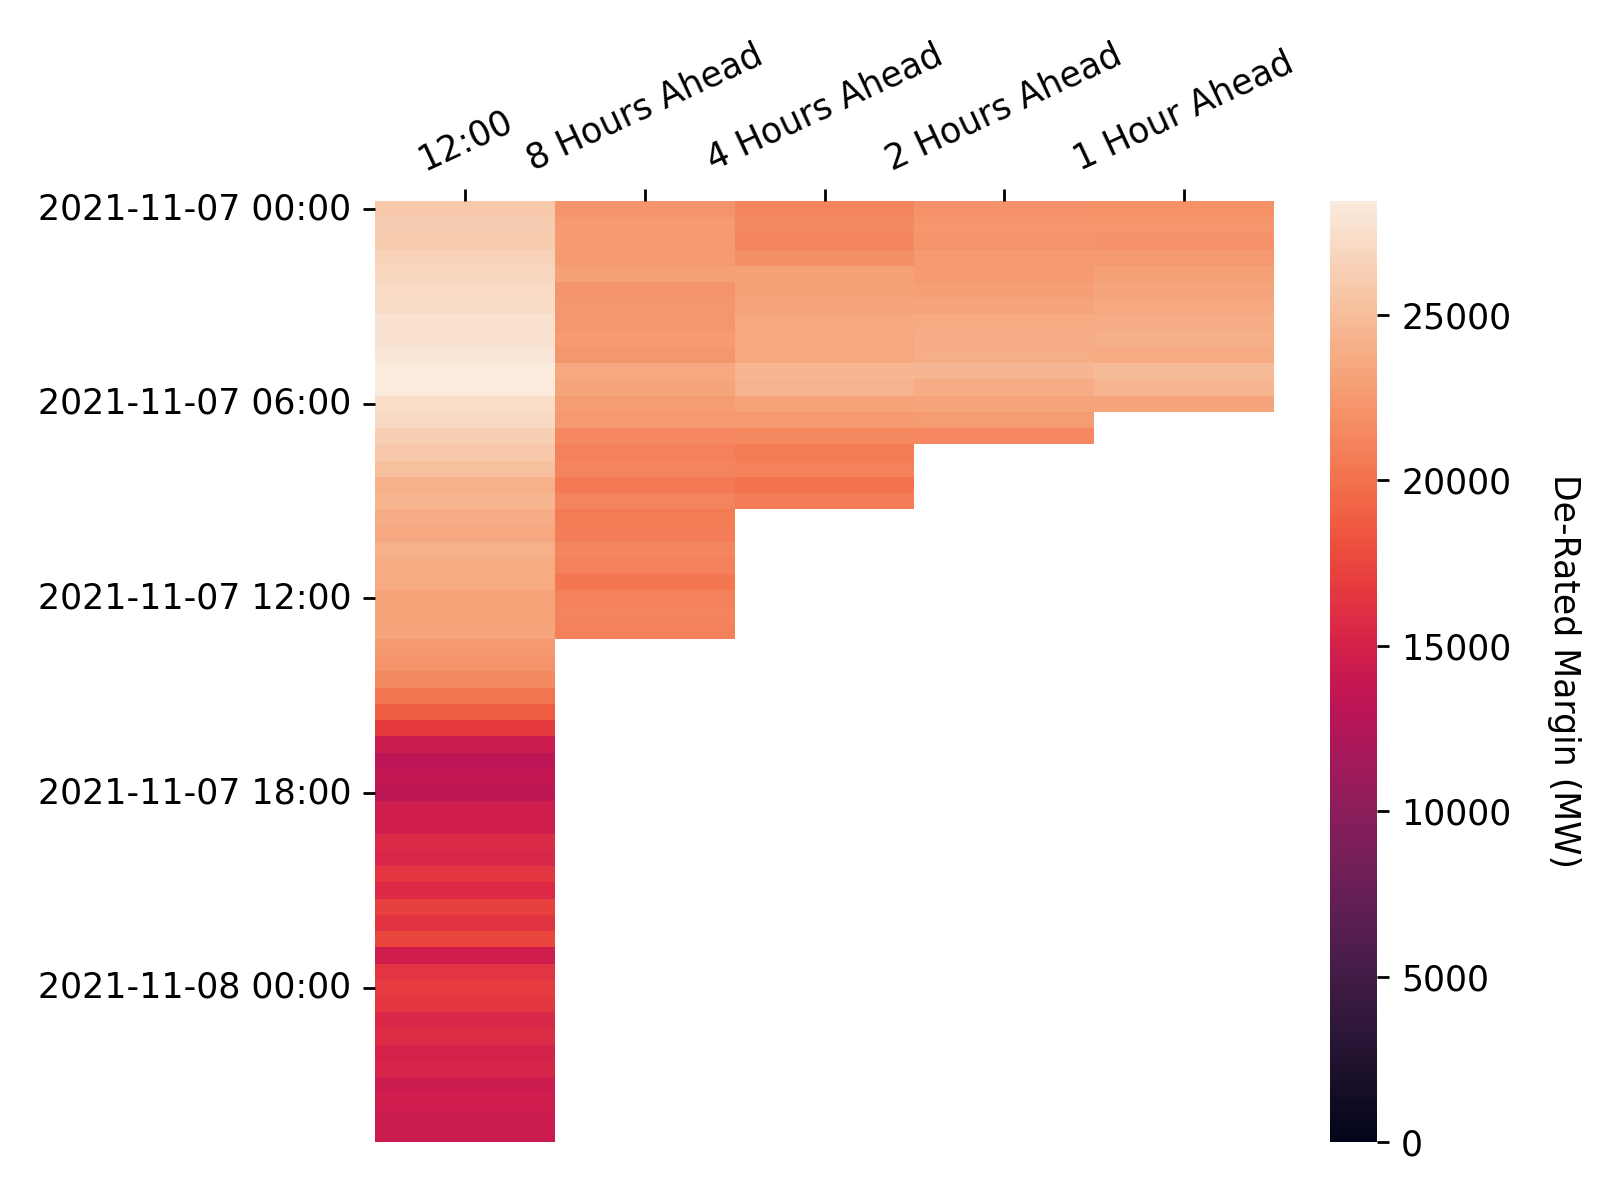 12:00
8 Hours Ahead
4 Hours Ahead
2 Hours Ahead
1 Hour Ahead
2021-11-07 00:00
2021-11-07 06:00
2021-11-07 12:00
2021-11-07 18:00
2021-11-08 00:00
25000
20000
15000
10000
5000
0
De-Rated Margin (MW)